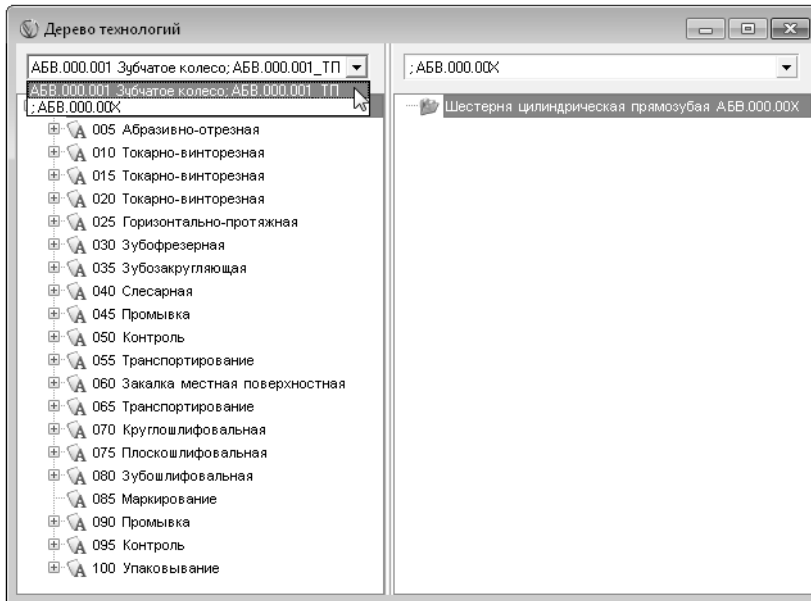 Дерево технологий
АБВ.000.001 Зубчатое колесо; АБВ.000.001_ТП
; АБВ.000.00X
АБВ.000.001 Зубчатое колесо; АБВ.000.001_ТП
; АБВ.000.00X
Шестерня цилиндрическая прямозубая АБВ.000.00X
005 Абразивно-отрезная
010 Токарно-винторезная
015 Токарно-винторезная
020 Токарно-винторезная
025 Горизонтально-протяжная
030 Зубофрезерная
035 Зубозакругляющая
040 Слесарная
045 Промывка
050 Контроль
055 Транспортирование
060 Закалка местная поверхностная
065 Транспортирование
070 Круглошлифовальная
075 Плоскошлифовальная
080 Зубошлифовальная
085 Маркирование
090 Промывка
095 Контроль
100 Упаковывание